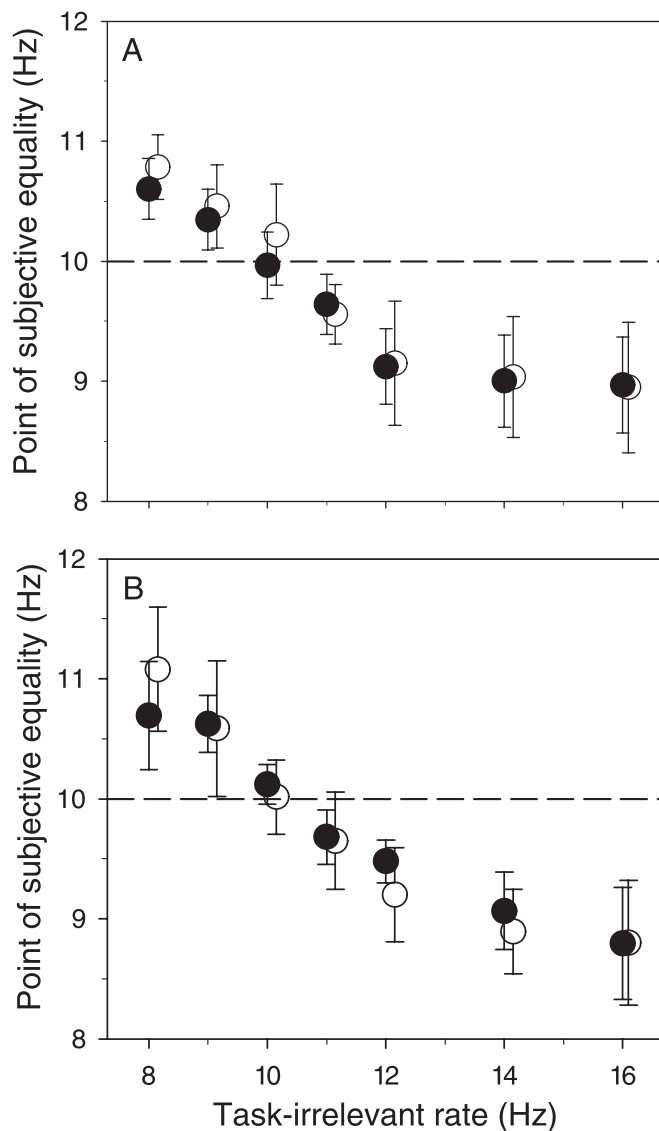 A
Point of subjective equality (Hz)
12
11
10
9
8
B
Point of subjective equality (Hz)
12
11
10
9
8
8 10 12 14 16
Task-irrelevant rate (Hz)